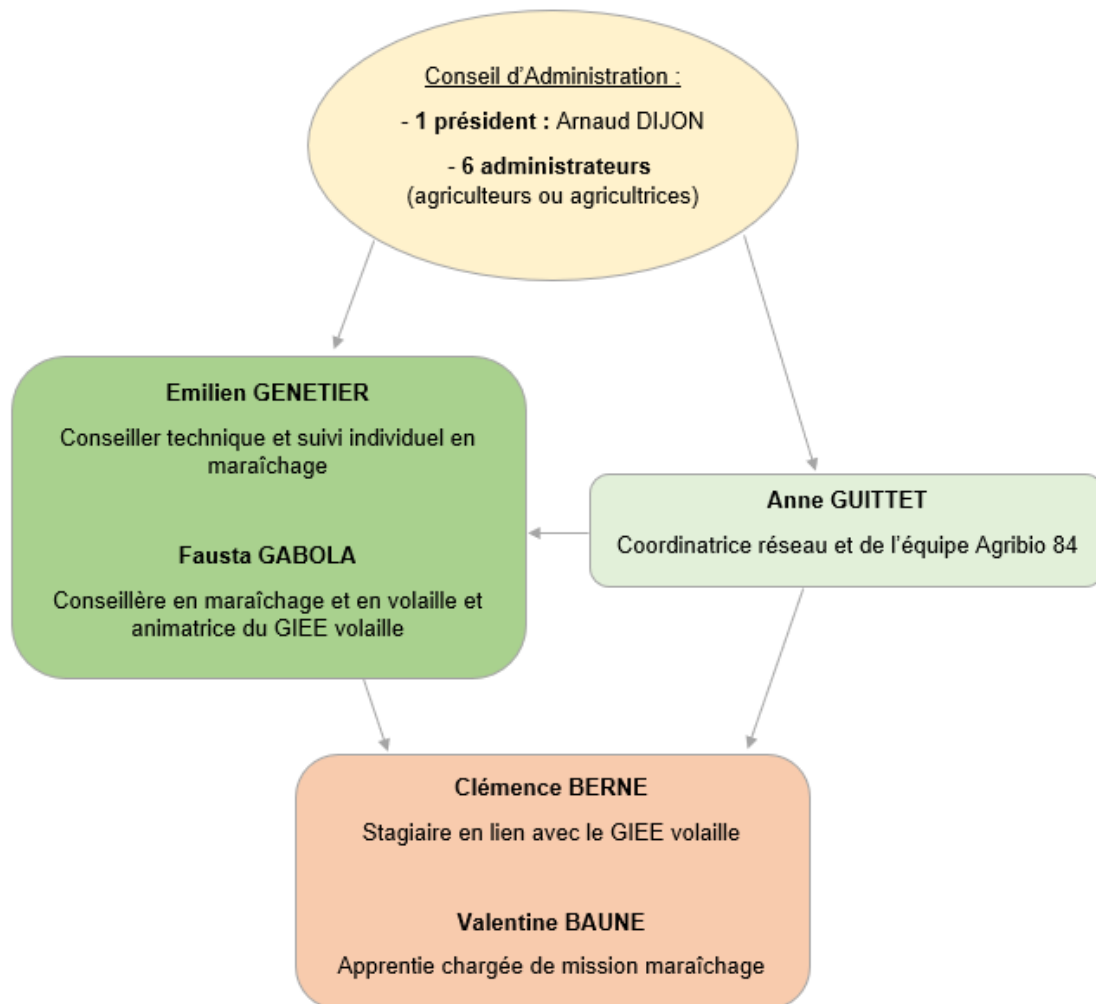 Conseil d’Administration :
- 1 président : Arnaud DIJON
- 6 administrateurs
(agriculteurs ou agricultrices)
Emilien GENETIER
Conseiller technique et suivi individuel en
maraîchage
Fausta GABOLA
Conseillère en maraîchage et en volaille et
animatrice du GIEE volaille
Anne GUITTET
Coordinatrice réseau et de l’équipe Agribio 84
Clémence BERNE
Stagiaire en lien avec le GIEE volaille
Valentine BAUNE
Apprentie chargée de mission maraîchage